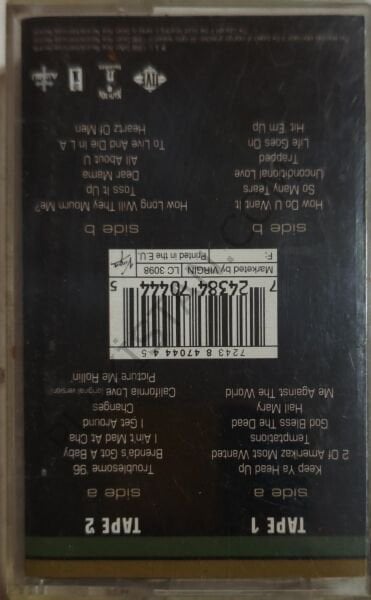 TAPE 1
side a
Keep Ya Head Up
2 Of Amerikaz Most Wanted
Temptations
God Bless The Dead
Hail Mary
Me Against The World
TAPE 2
side a
Troublesome '96
Brenda's Got A Baby
I Ain't Mad At Cha
I Get Around
Changes
California Love (original version)
Picture Me Rollin'
7243 8 47044 4 5
7 24384 70444 5
Marketed by VIRGIN
LC 3098
Virgin
F:
Printed in the E.U.
side b
How Do U Want It
So Many Tears
Unconditional Love
Trapped
Life Goes On
Hit 'Em Up
side b
How Long Will They Mourn Me?
Toss It Up
Dear Mama
All About U
To Live And Die In L.A.
Heartz Of Men
JIVE